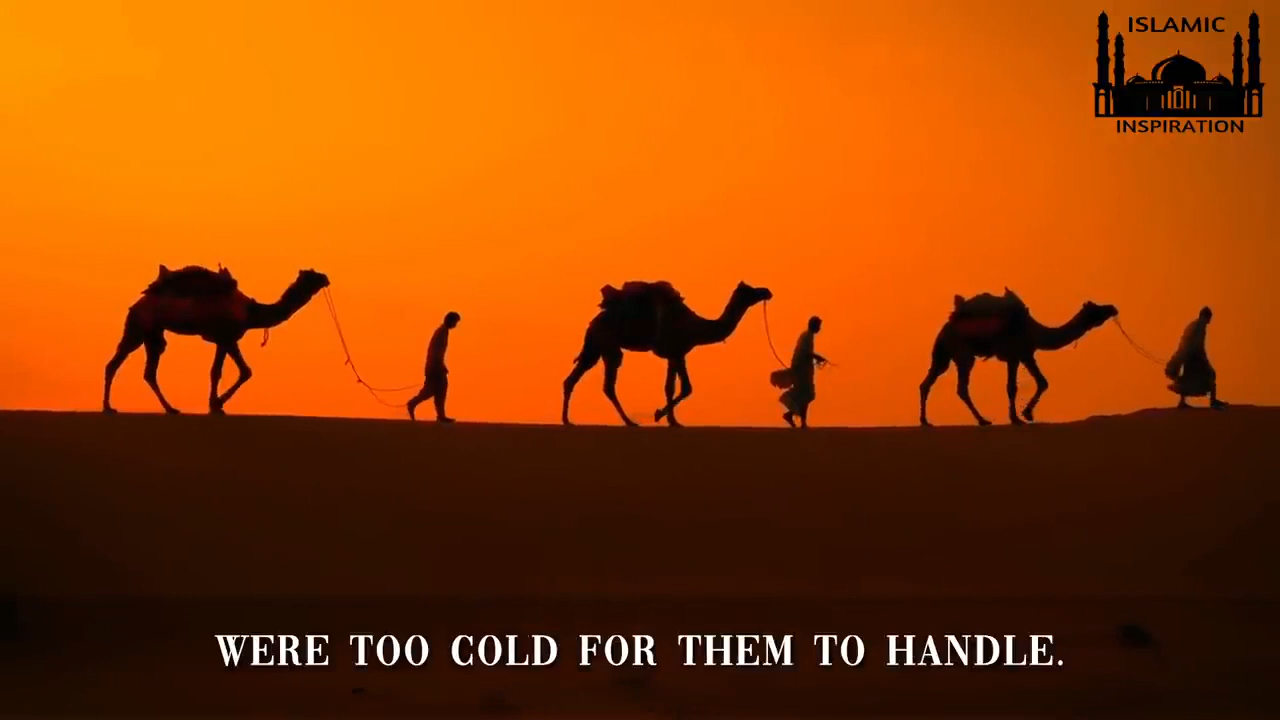 ISLAMIC
INSPIRATION
WERE TOO COLD FOR THEM TO HANDLE.